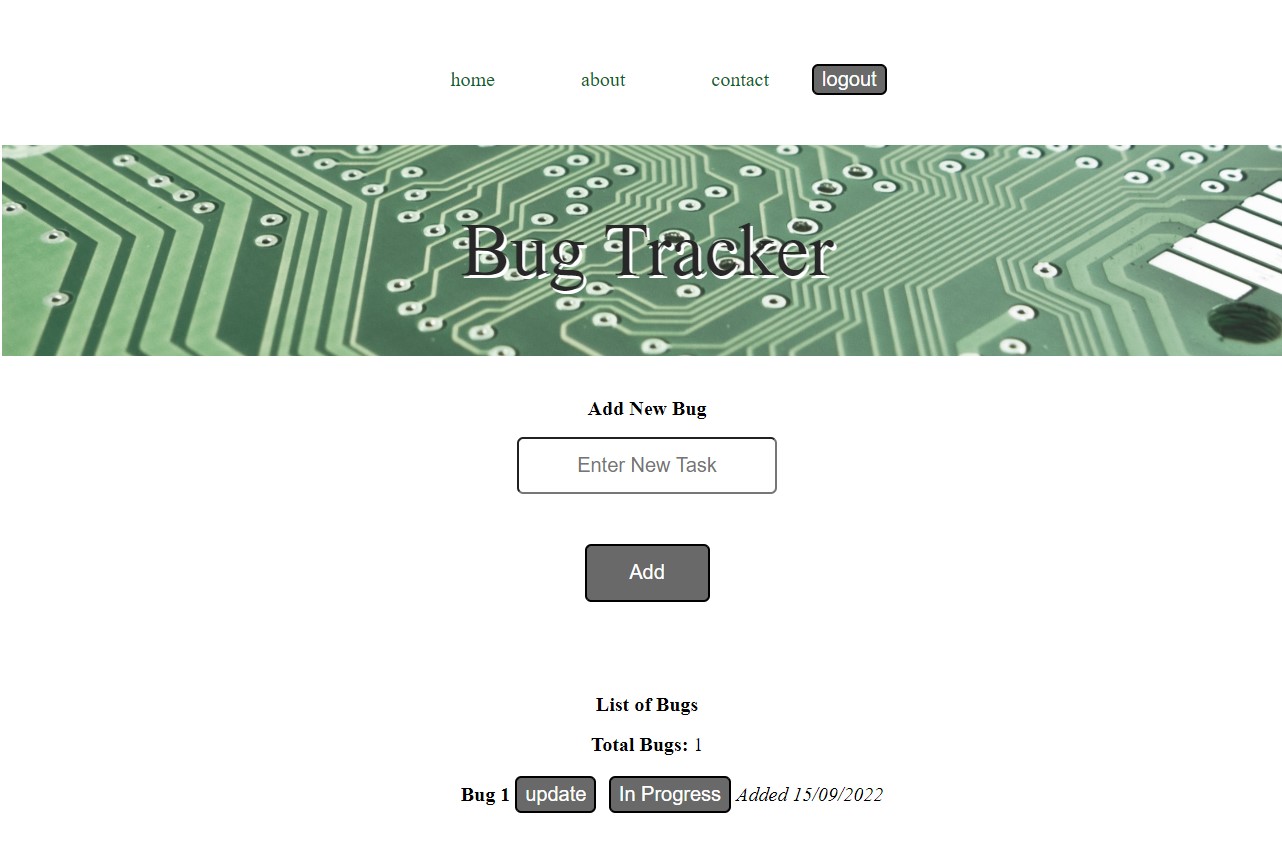 home about contact logout
Bug Tracker
Add New Bug
Enter New Task
Add
List of Bugs
Total Bugs: 1
Bug 1 update In Progress Added 15/09/2022